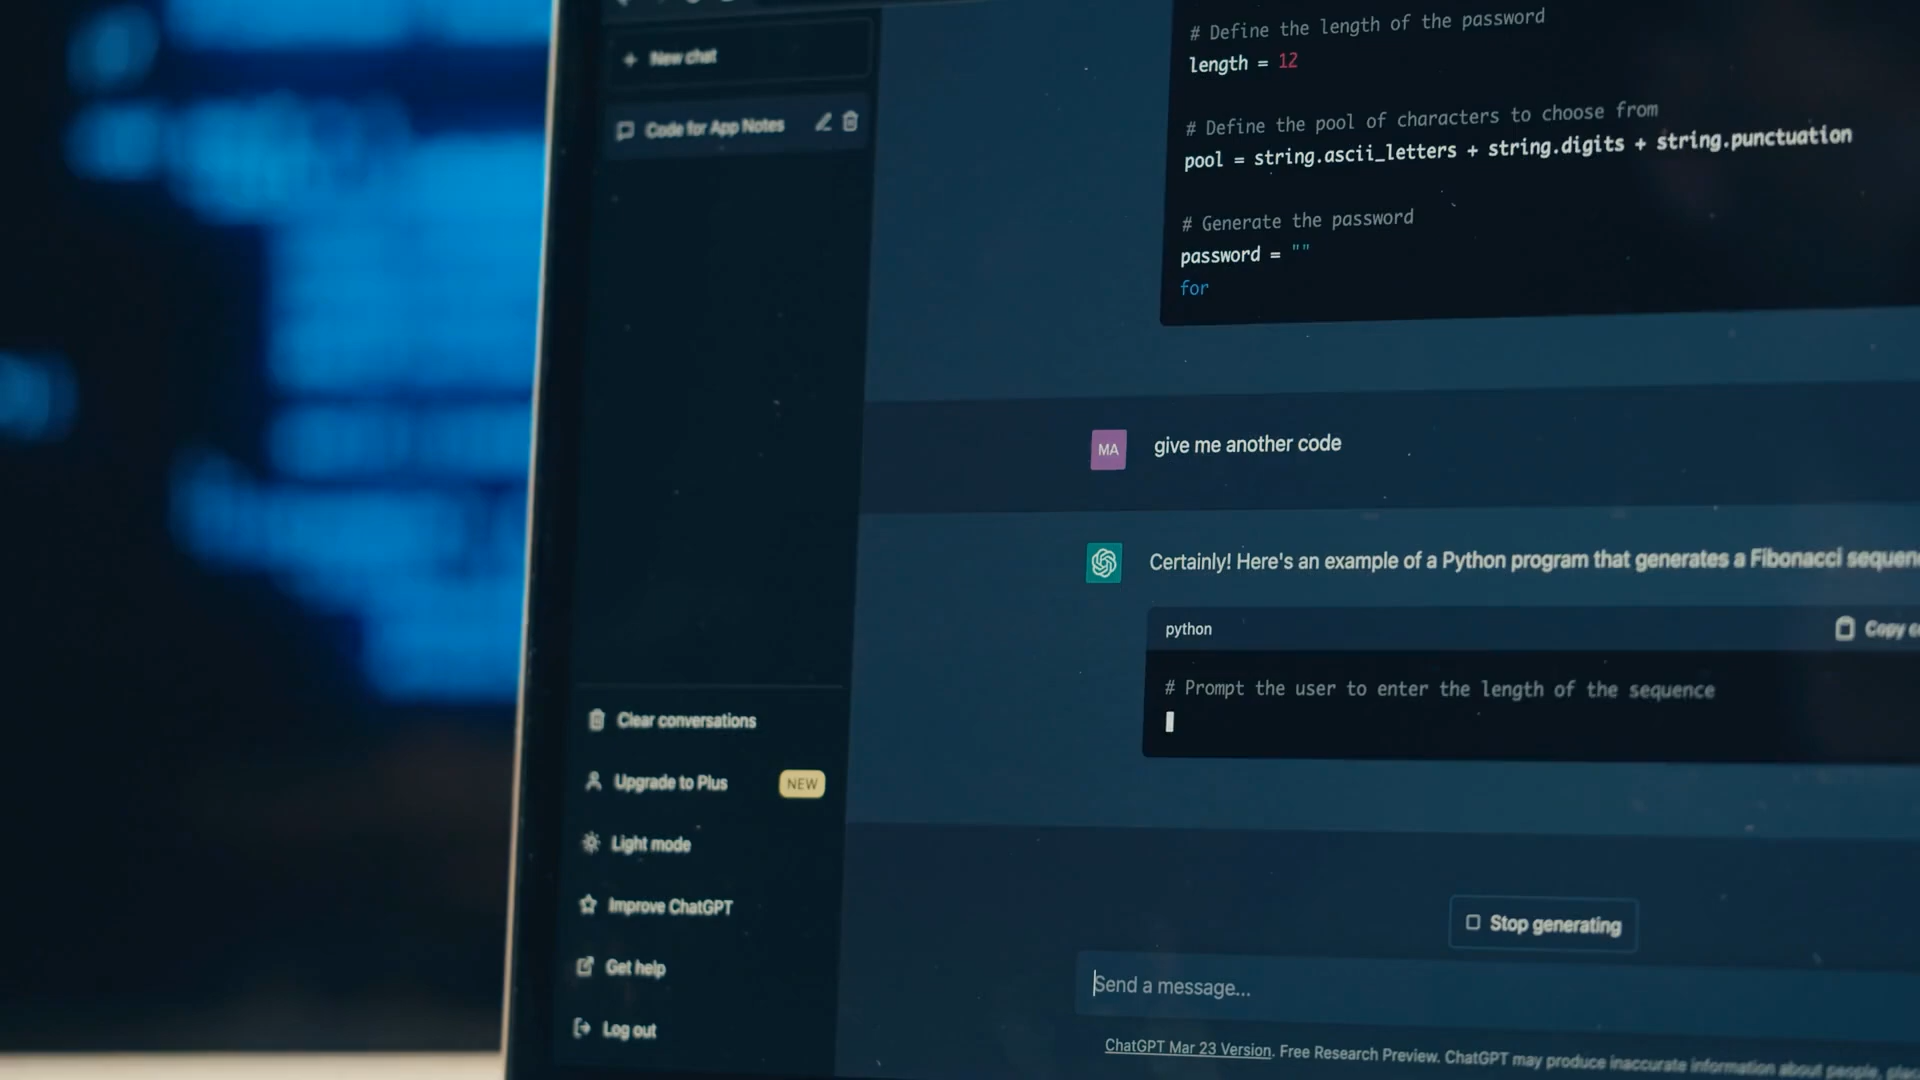 New chat
Code for App Notes
Clear conversations
Upgrade to Plus NEW
Light mode
Improve ChatGPT
Get help
Log out
# Define the length of the password
length = 12
# Define the pool of characters to choose from
pool = string.ascii_letters + string.digits + string.punctuation
# Generate the password
password = ""
for
MA give me another code
Certainly! Here's an example of a Python program that generates a Fibonacci sequen
python Copy c
# Prompt the user to enter the length of the sequence
Stop generating
Send a message...
ChatGPT Mar 23 Version. Free Research Preview. ChatGPT may produce inaccurate information about people, plac